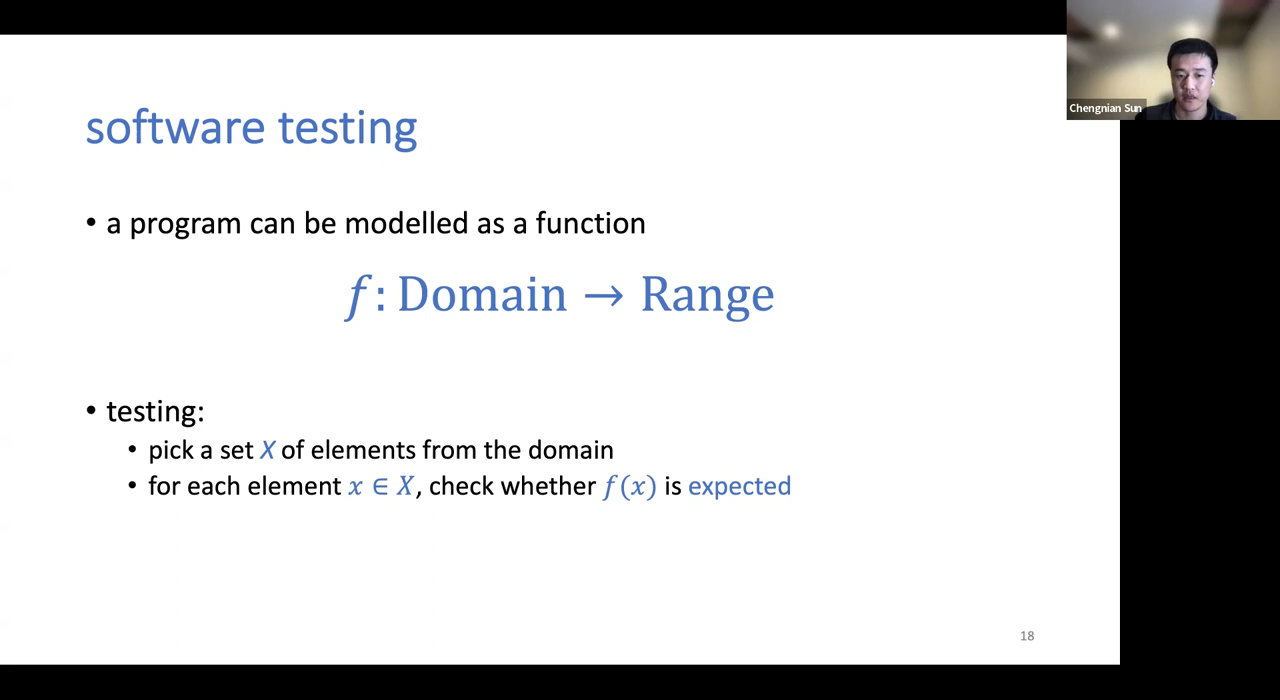 Chengnian Sun
software testing
• a program can be modelled as a function
f: Domain → Range
• testing:
• pick a set X of elements from the domain
• for each element x ∈ X, check whether f(x) is expected
18